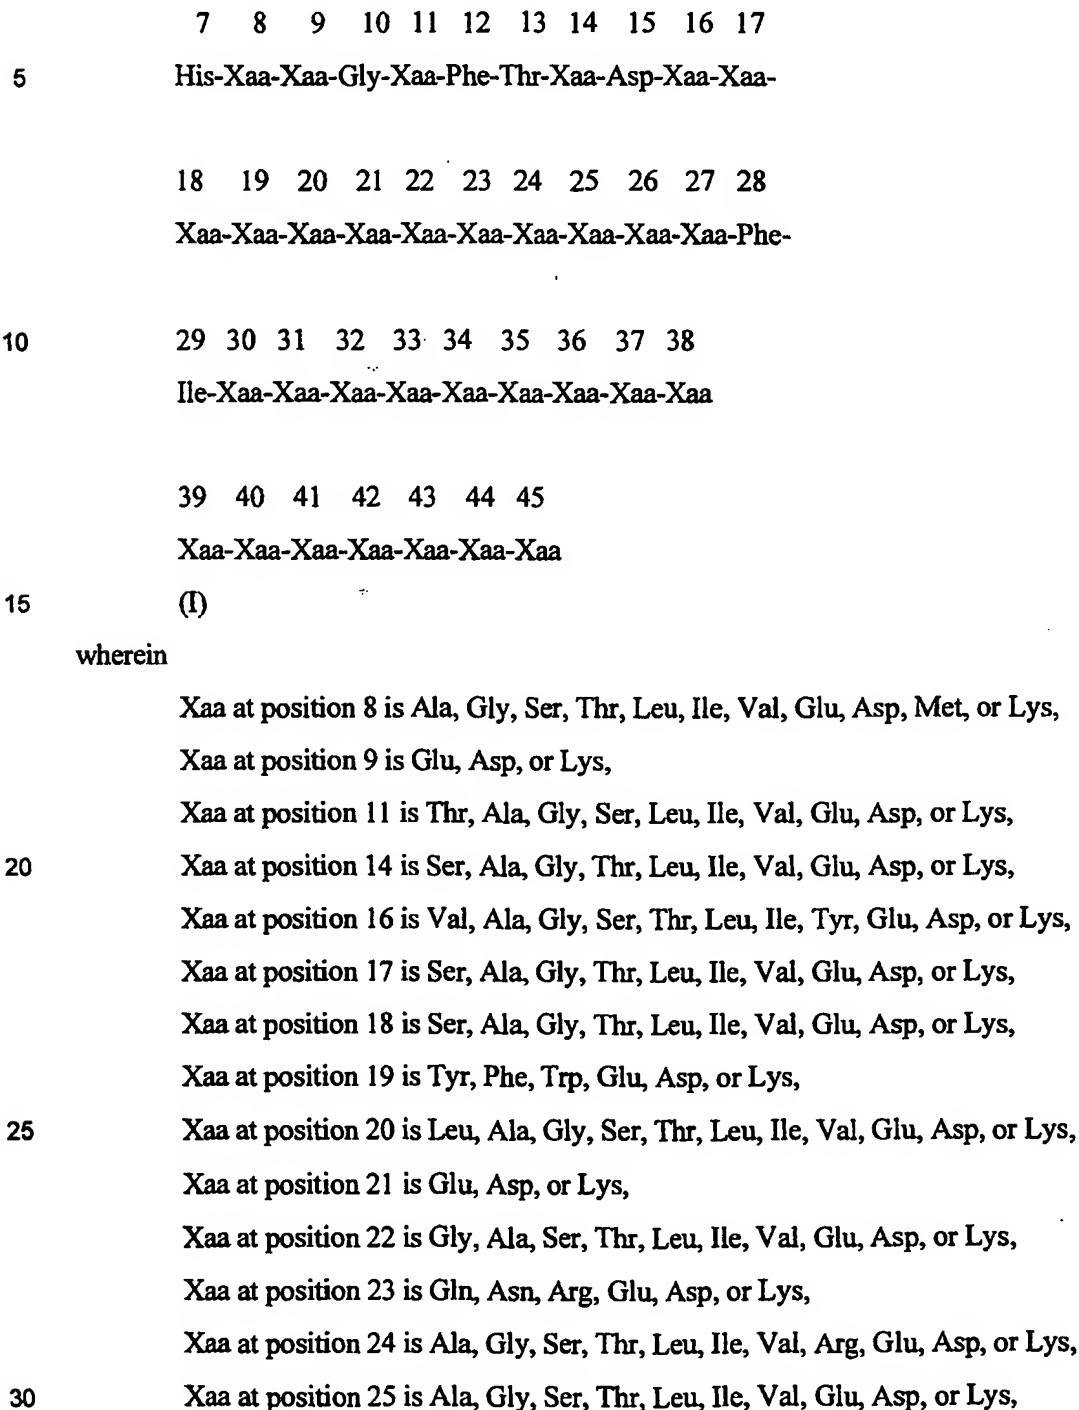 7 8 9 10 11 12 13 14 15 16 17
5 His-Xaa-Xaa-Gly-Xaa-Phe-Thr-Xaa-Asp-Xaa-Xaa-
18 19 20 21 22 23 24 25 26 27 28
Xaa-Xaa-Xaa-Xaa-Xaa-Xaa-Xaa-Xaa-Xaa-Xaa-Phe-
10 29 30 31 32 33 34 35 36 37 38
Ile-Xaa-Xaa-Xaa-Xaa-Xaa-Xaa-Xaa-Xaa-Xaa
39 40 41 42 43 44 45
Xaa-Xaa-Xaa-Xaa-Xaa-Xaa-Xaa
15 (I)
wherein
Xaa at position 8 is Ala, Gly, Ser, Thr, Leu, Ile, Val, Glu, Asp, Met, or Lys,
Xaa at position 9 is Glu, Asp, or Lys,
Xaa at position 11 is Thr, Ala, Gly, Ser, Leu, Ile, Val, Glu, Asp, or Lys,
20 Xaa at position 14 is Ser, Ala, Gly, Thr, Leu, Ile, Val, Glu, Asp, or Lys,
Xaa at position 16 is Val, Ala, Gly, Ser, Thr, Leu, Ile, Tyr, Glu, Asp, or Lys,
Xaa at position 17 is Ser, Ala, Gly, Thr, Leu, Ile, Val, Glu, Asp, or Lys,
Xaa at position 18 is Ser, Ala, Gly, Thr, Leu, Ile, Val, Glu, Asp, or Lys,
Xaa at position 19 is Tyr, Phe, Trp, Glu, Asp, or Lys,
25 Xaa at position 20 is Leu, Ala, Gly, Ser, Thr, Leu, Ile, Val, Glu, Asp, or Lys,
Xaa at position 21 is Glu, Asp, or Lys,
Xaa at position 22 is Gly, Ala, Ser, Thr, Leu, Ile, Val, Glu, Asp, or Lys,
Xaa at position 23 is Gln, Asn, Arg, Glu, Asp, or Lys,
Xaa at position 24 is Ala, Gly, Ser, Thr, Leu, Ile, Val, Arg, Glu, Asp, or Lys,
30 Xaa at position 25 is Ala, Gly, Ser, Thr, Leu, Ile, Val, Glu, Asp, or Lys,